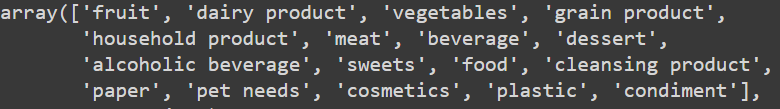 array(['fruit', 'dairy product', 'vegetables', 'grain product',
'household product', 'meat', 'beverage', 'dessert',
'alcoholic beverage', 'sweets', 'food', 'cleansing product',
'paper', 'pet needs', 'cosmetics', 'plastic', 'condiment'],